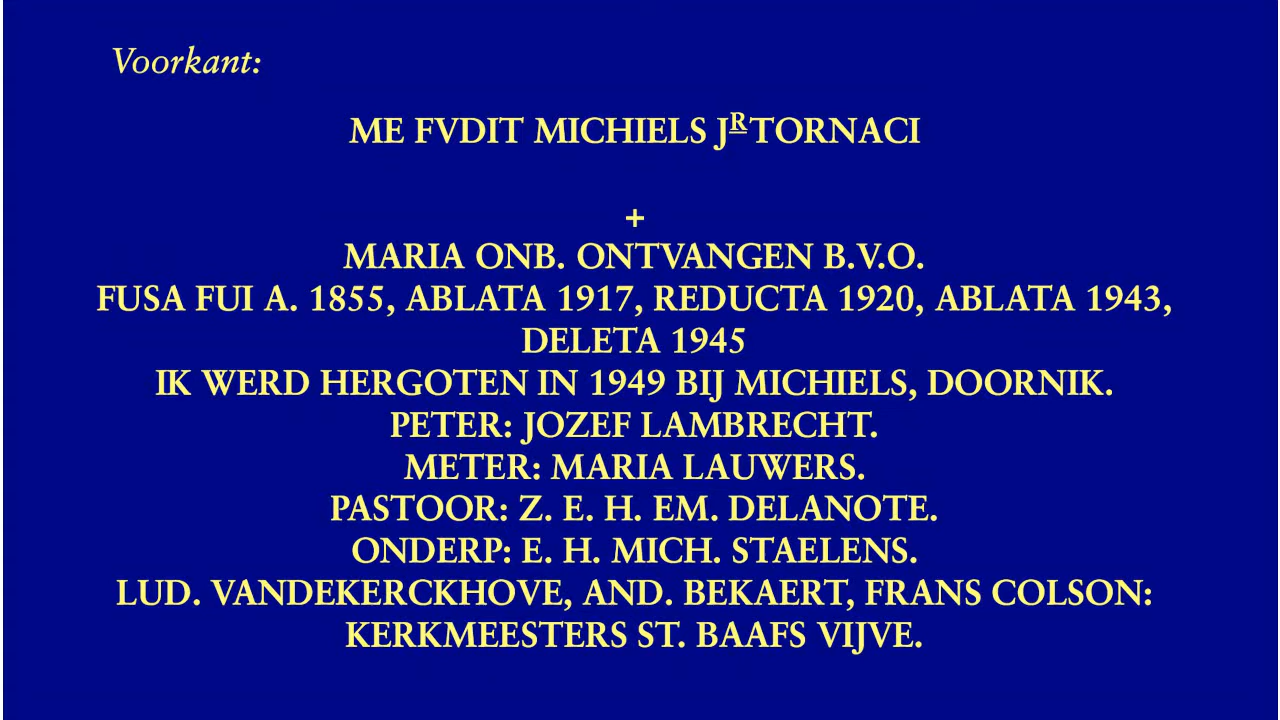 Voorkant:
ME FVDIT MICHIELS Jᴿ TORNACI
+
MARIA ONB. ONTVANGEN B.V.O.
FUSA FUI A. 1855, ABLATA 1917, REDUCTA 1920, ABLATA 1943,
DELETA 1945
IK WERD HERGOTEN IN 1949 BIJ MICHIELS, DOORNIK.
PETER: JOZEF LAMBRECHT.
METER: MARIA LAUWERS.
PASTOOR: Z. E. H. EM. DELANOTE.
ONDERP: E. H. MICH. STAELENS.
LUD. VANDEKERCKHOVE, AND. BEKAERT, FRANS COLSON:
KERKMEESTERS ST. BAAFS VIJVE.